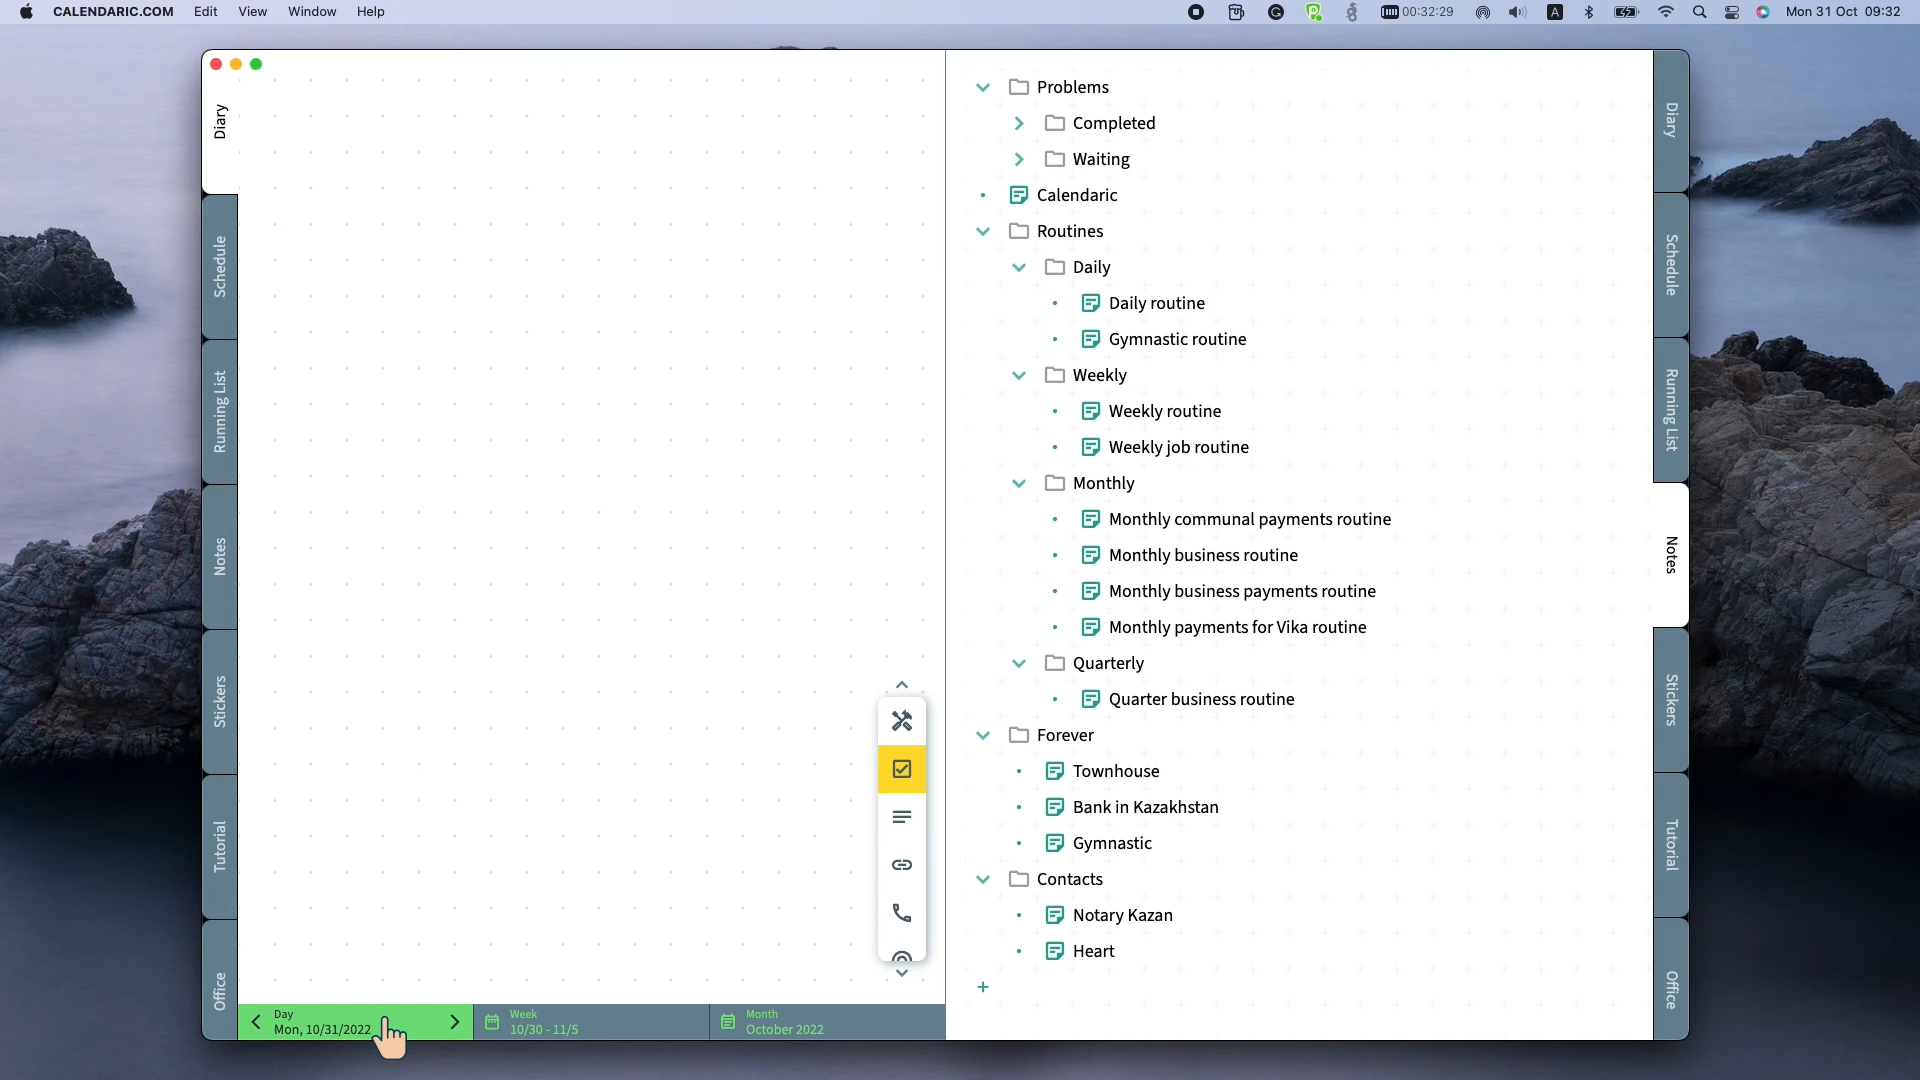 CALENDARIC.COM Edit View Window Help
00:32:29
A
Mon 31 Oct 09:32
Diary
Schedule
Running List
Notes
Stickers
Tutorial
Office
Day
Mon, 10/31/2022
Week
10/30 - 11/5
Month
October 2022
Problems
Completed
Waiting
Calendaric
Routines
Daily
Daily routine
Gymnastic routine
Weekly
Weekly routine
Weekly job routine
Monthly
Monthly communal payments routine
Monthly business routine
Monthly business payments routine
Monthly payments for Vika routine
Quarterly
Quarter business routine
Forever
Townhouse
Bank in Kazakhstan
Gymnastic
Contacts
Notary Kazan
Heart
+
Diary
Schedule
Running List
Notes
Stickers
Tutorial
Office